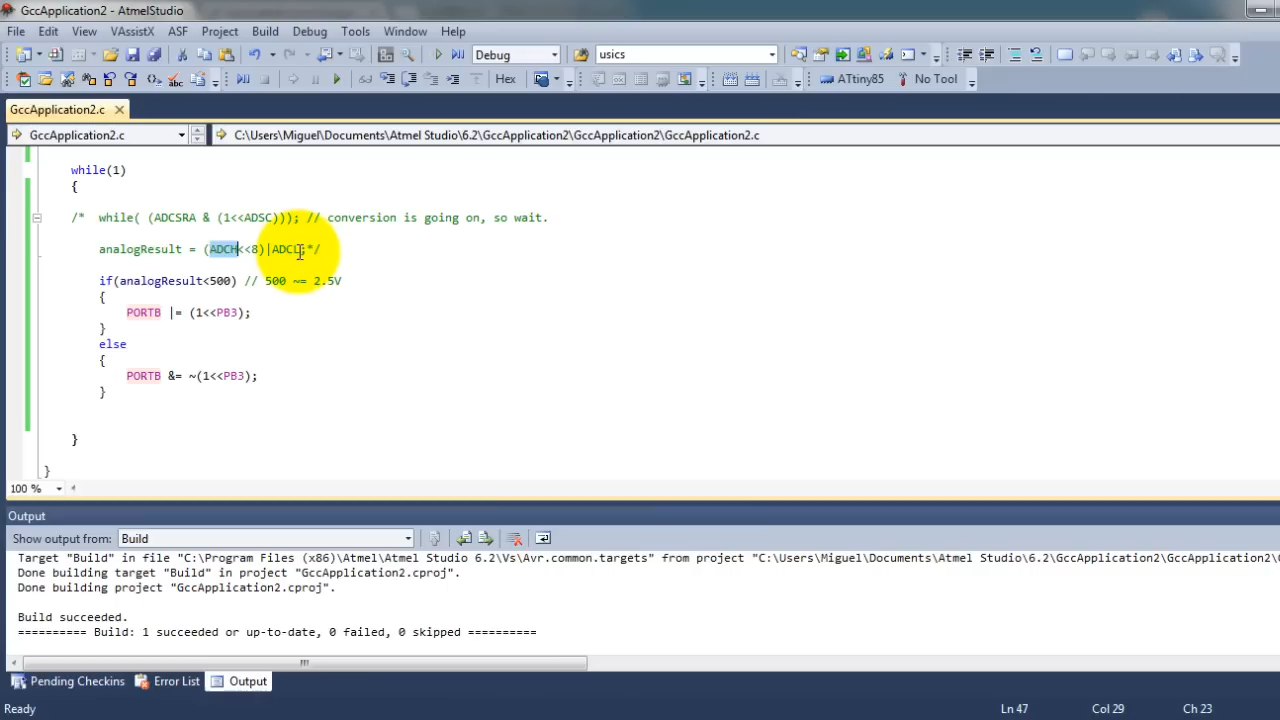 GccApplication2 - AtmelStudio
File Edit View VAssistX ASF Project Build Debug Tools Window Help
Debug usics
Hex ATtiny85 No Tool
GccApplication2.c
GccApplication2.c C:\Users\Miguel\Documents\Atmel Studio\6.2\GccApplication2\GccApplication2\GccApplication2.c
while(1)
{
/* while( (ADCSRA & (1<<ADSC))); // conversion is going on, so wait.
analogResult = (ADCH<<8)|ADCL;*/
if(analogResult<500) // 500 ~= 2.5V
{
PORTB |= (1<<PB3);
}
else
{
PORTB &= ~(1<<PB3);
}
}
}
100 %
Output
Show output from: Build
Target "Build" in file "C:\Program Files (x86)\Atmel\Atmel Studio 6.2\Vs\Avr.common.targets" from project "C:\Users\Miguel\Documents\Atmel Studio\6.2\GccApplication2\GccApplication2\
Done building target "Build" in project "GccApplication2.cproj".
Done building project "GccApplication2.cproj".
Build succeeded.
========== Build: 1 succeeded or up-to-date, 0 failed, 0 skipped ==========
Pending Checkins Error List Output
Ready Ln 47 Col 29 Ch 23